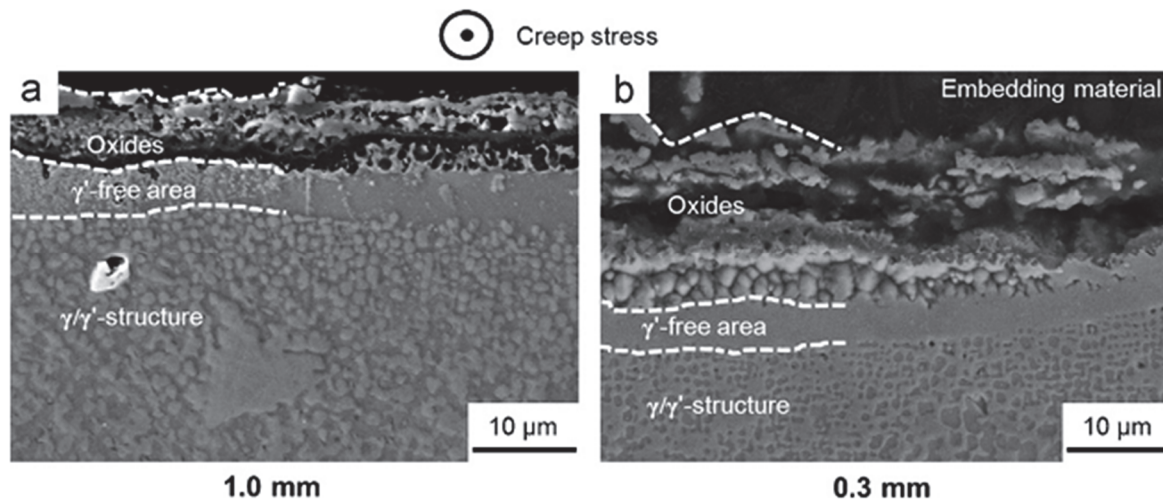 Creep stress
a
Oxides
γ'-free area
γ/γ'-structure
10 µm
1.0 mm
b
Embedding material
Oxides
γ'-free area
γ/γ'-structure
10 µm
0.3 mm